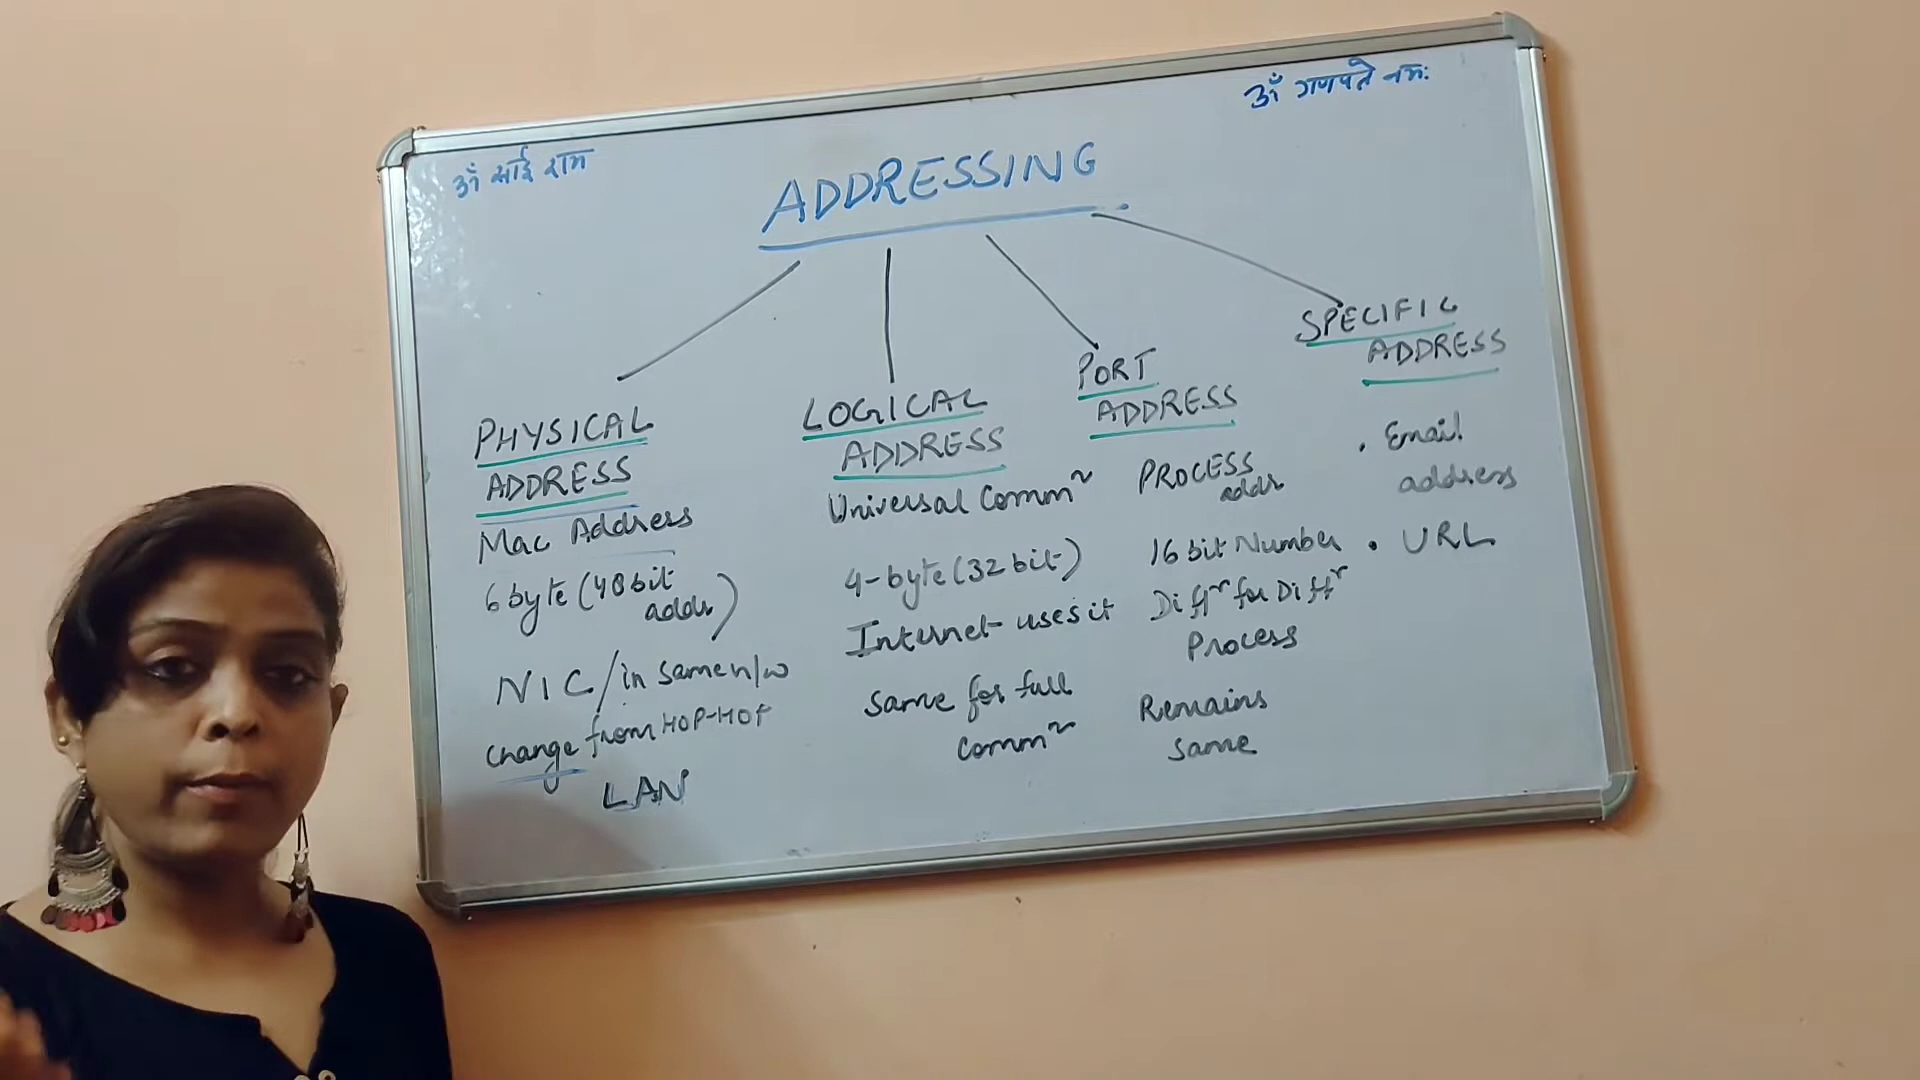 ॐ साई राम
ॐ गणपते नमः
ADDRESSING
PHYSICAL
ADDRESS
Mac Address
6 byte (48 bit
addr)
NIC/in same n/w
change from HOP-HOP
LAN
LOGICAL
ADDRESS
Universal Commⁿ
4-byte (32 bit)
Internet uses it
Same for full
Commⁿ
PORT
ADDRESS
PROCESS
addr
16 bit Number
Diffʳ for Diffʳ
Process
Remains
Same
SPECIFIC
ADDRESS
. Email
address
. URL